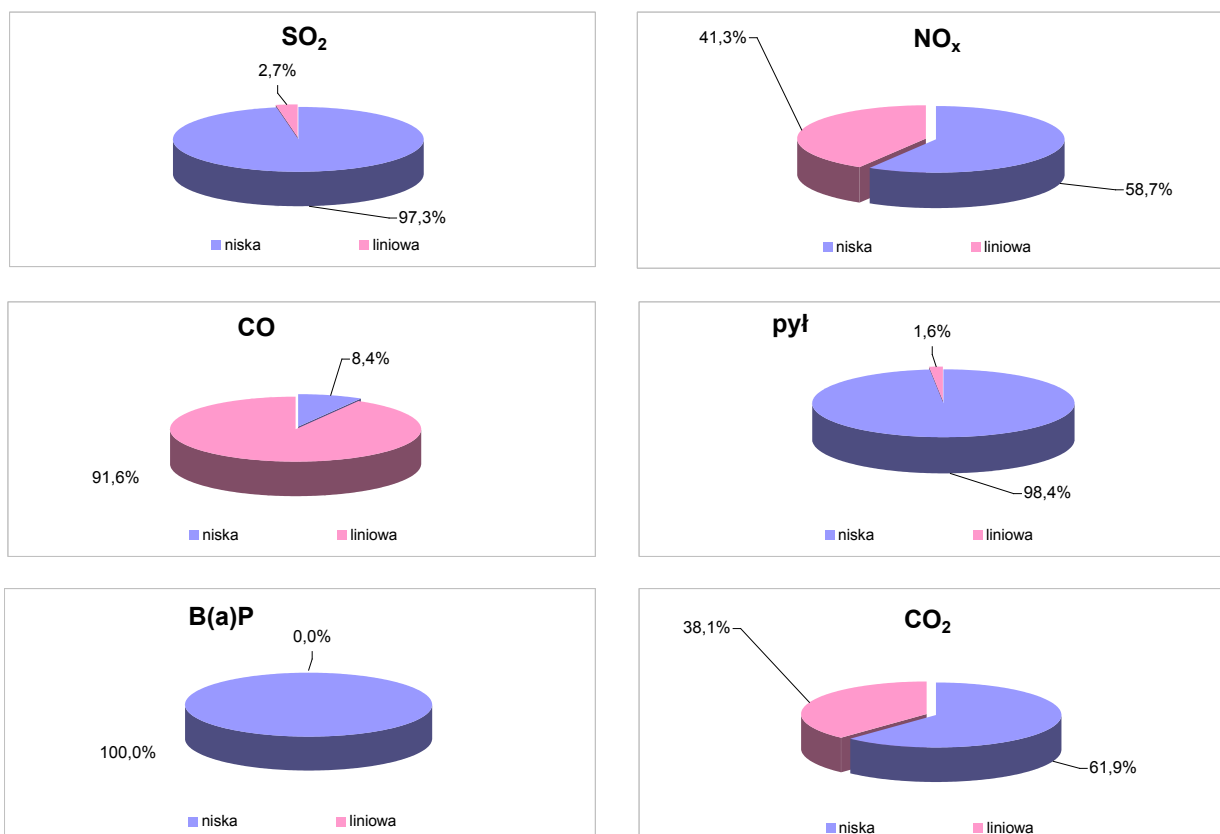 SO₂
2,7%
97,3%
niska liniowa
NOₓ
41,3%
58,7%
niska liniowa
CO
8,4%
91,6%
niska liniowa
pył
1,6%
98,4%
niska liniowa
B(a)P
0,0%
100,0%
niska liniowa
CO₂
38,1%
61,9%
niska liniowa